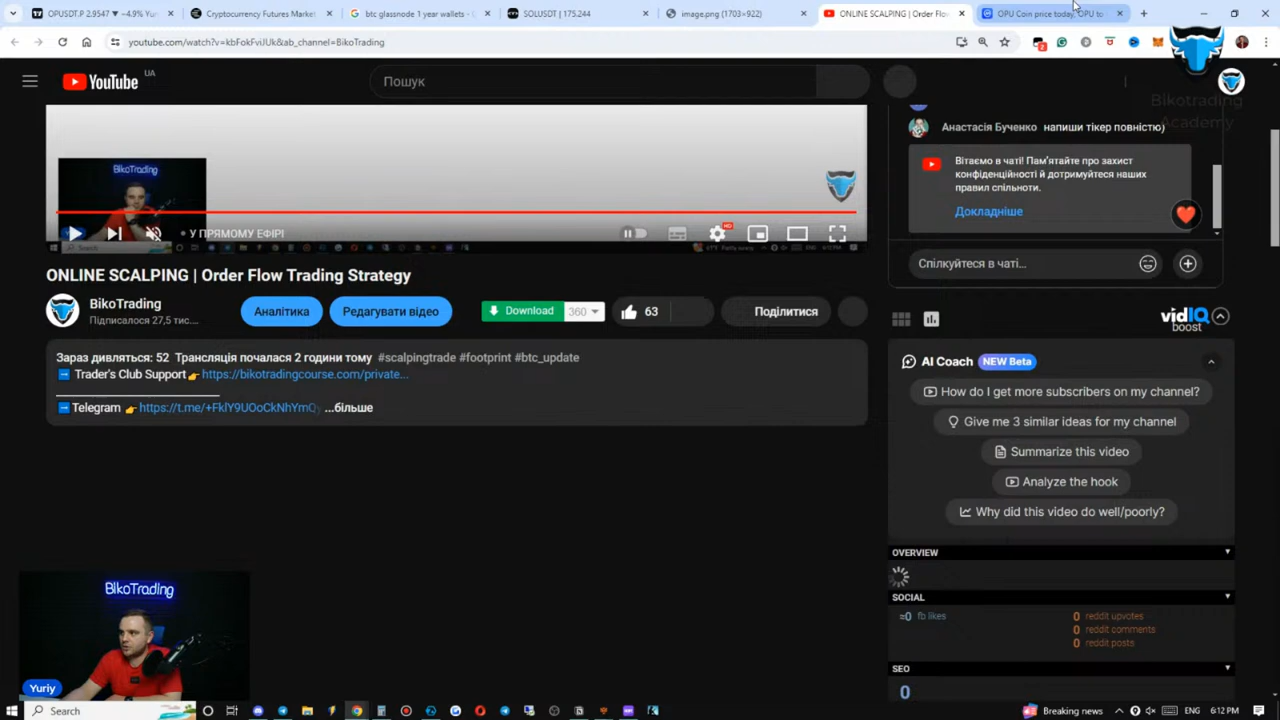 OPUSDT.P 2.9547 ▼ −4.9% Vur
Cryptocurrency Futures Market
btc glassnode 1 year wallets -
SOLUSDT | 175.244
image.png (1703×922)
ONLINE SCALPING | Order Flow
OPU Coin price today, OPU to
youtube.com/watch?v=kbFokFviJUk&ab_channel=BikoTrading
YouTube UA
Пошук
Bikotrading
Academy
BikoTrading
Анастасія Бученко напиши тікер повністю)
Вітаємо в чаті! Пам'ятайте про захист
конфіденційності й дотримуйтеся наших
правил спільноти.
Докладніше
У ПРЯМОМУ ЕФІРІ
HD
Спілкуйтеся в чаті...
ONLINE SCALPING | Order Flow Trading Strategy
BikoTrading
Підписалося 27,5 тис....
Аналітика
Редагувати відео
Download 360
63
Поділитися
vidIQ
boost
Зараз дивляться: 52 Трансляція почалася 2 години тому #scalpingtrade #footprint #btc_update
Trader's Club Support https://bikotradingcourse.com/private...
Telegram https://t.me/+FklY9UOoCkNhYmQy ...більше
AI Coach NEW Beta
How do I get more subscribers on my channel?
Give me 3 similar ideas for my channel
Summarize this video
Analyze the hook
Why did this video do well/poorly?
OVERVIEW
SOCIAL
≈0 fb likes
0 reddit upvotes
0 reddit comments
0 reddit posts
SEO
0
BikoTrading
Yuriy
Search
Breaking news
ENG
6:12 PM